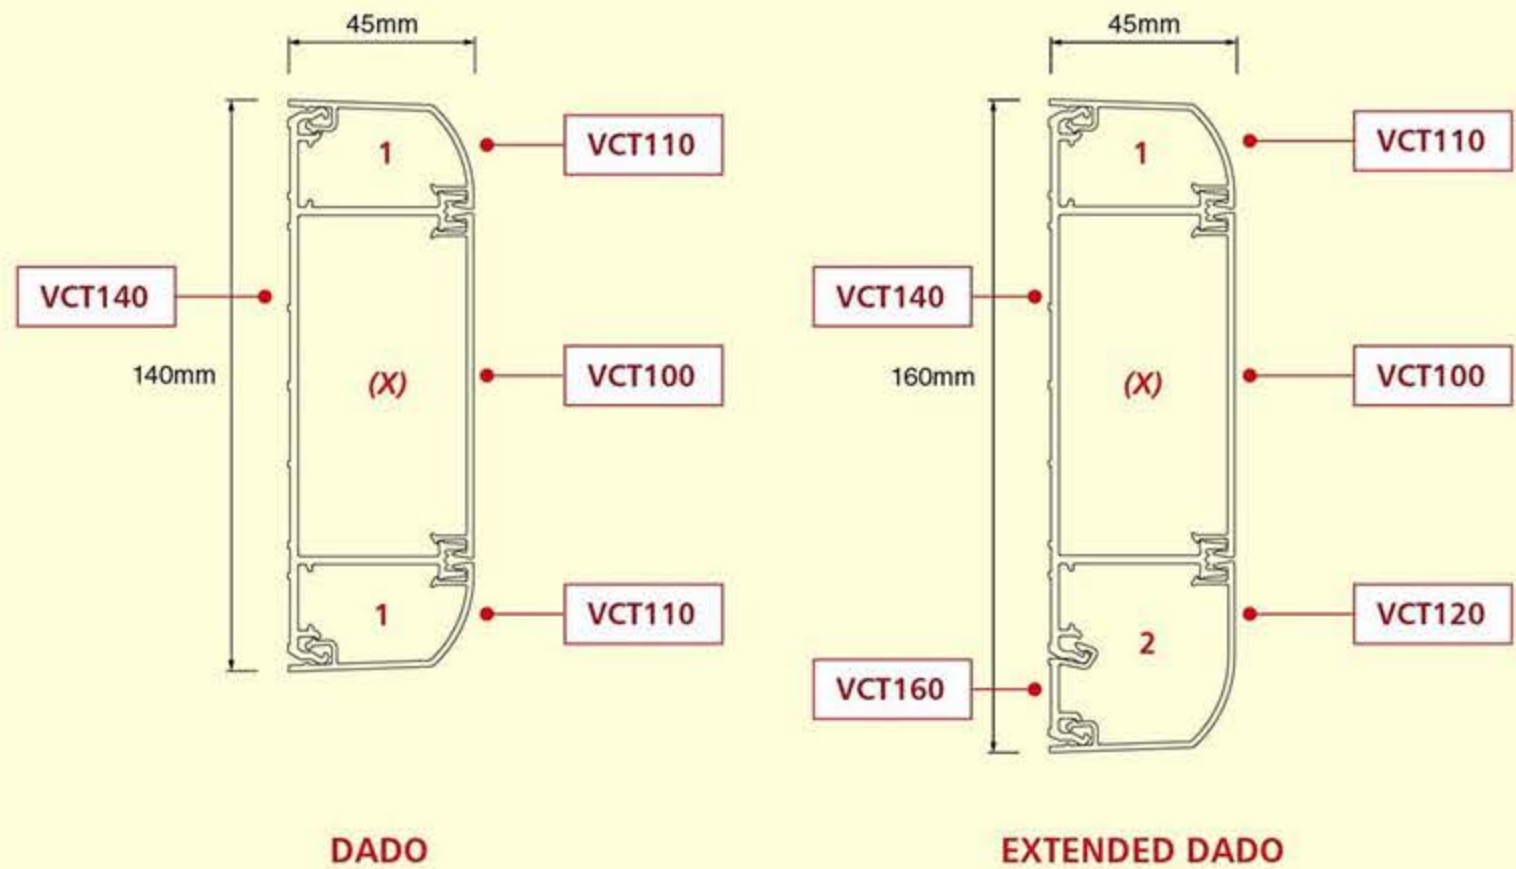 45mm
1
VCT110
VCT140
140mm
(X)
VCT100
1
VCT110
DADO
45mm
1
VCT110
VCT140
160mm
(X)
VCT100
2
VCT120
VCT160
EXTENDED DADO